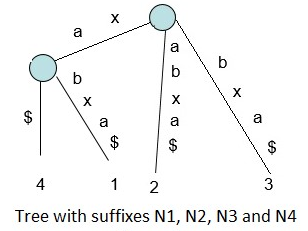 x a
$
b x a $
a b x a $
b x a $
4 1 2 3
Tree with suffixes N1, N2, N3 and N4